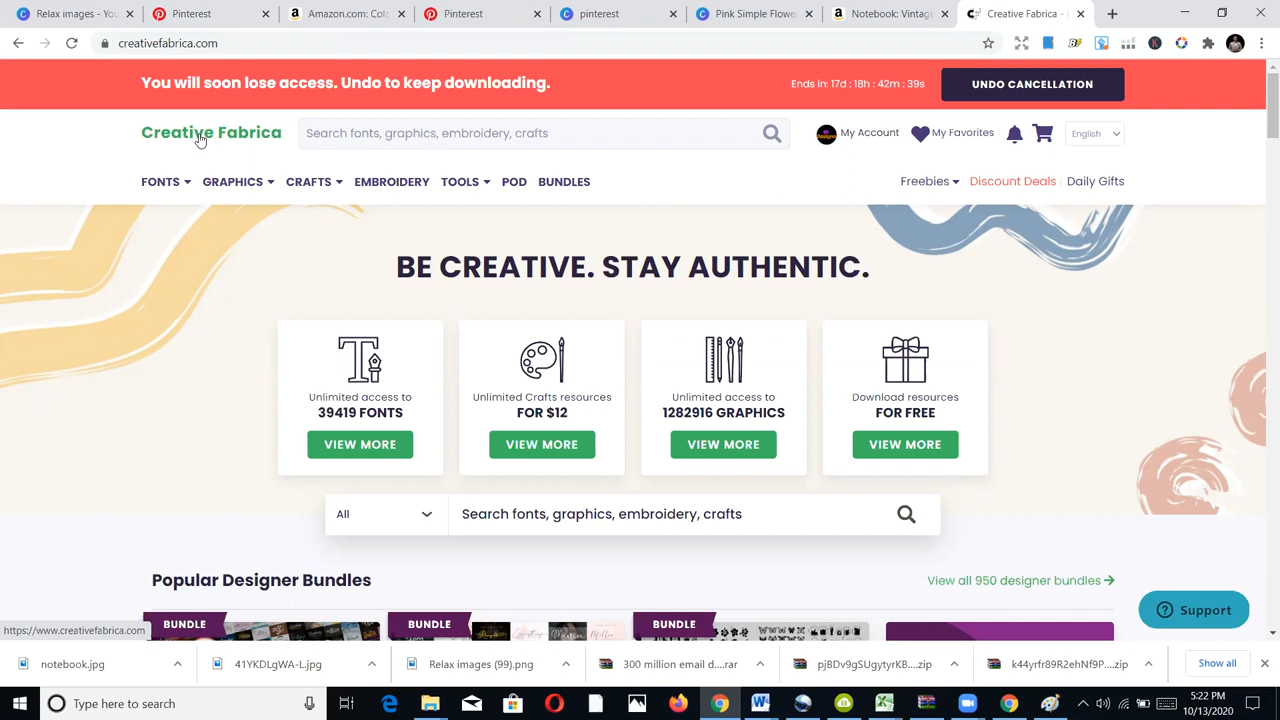 Relax images - Yo
Pinterest
Amazon.com: Colo
Pinterest
pinterest
Pink Simple Flowe
Notebook: Vintage
Creative Fabrica -
creativefabrica.com
You will soon lose access. Undo to keep downloading.
Ends in: 17d : 18h : 42m : 39s
UNDO CANCELLATION
Creative Fabrica
Search fonts, graphics, embroidery, crafts
My Account
My Favorites
English
FONTS
GRAPHICS
CRAFTS
EMBROIDERY
TOOLS
POD
BUNDLES
Freebies
Discount Deals
Daily Gifts
BE CREATIVE. STAY AUTHENTIC.
Unlimited access to
39419 FONTS
VIEW MORE
Unlimited Crafts resources
FOR $12
VIEW MORE
Unlimited access to
1282916 GRAPHICS
VIEW MORE
Download resources
FOR FREE
VIEW MORE
All
Search fonts, graphics, embroidery, crafts
Popular Designer Bundles
View all 950 designer bundles
BUNDLE
BUNDLE
BUNDLE
Support
https://www.creativefabrica.com
notebook.jpg
41YKDLgWA-L.jpg
Relax images (99).png
300 million email d....rar
pjBDv9gSUgytyrKB....zip
k44yrfr89R2ehNf9P....zip
Show all
Type here to search
5:22 PM
10/13/2020